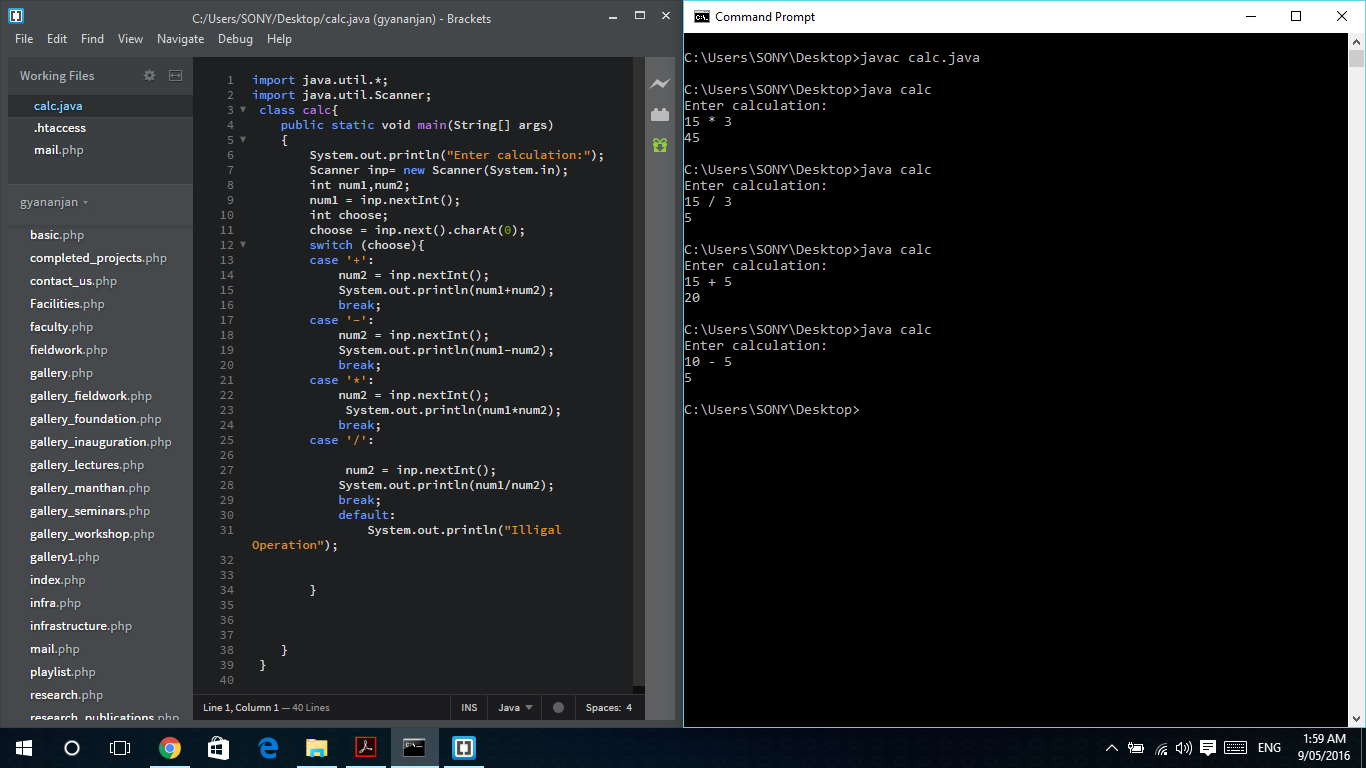 C:/Users/SONY/Desktop/calc.java (gyananjan) - Brackets
File Edit Find View Navigate Debug Help
Working Files
calc.java
.htaccess
mail.php
gyananjan
basic.php
completed_projects.php
contact_us.php
Facilities.php
faculty.php
fieldwork.php
gallery.php
gallery_fieldwork.php
gallery_foundation.php
gallery_inauguration.php
gallery_lectures.php
gallery_manthan.php
gallery_seminars.php
gallery_workshop.php
gallery1.php
index.php
infra.php
infrastructure.php
mail.php
playlist.php
research.php
research_publications.php
1 import java.util.*;
2 import java.util.Scanner;
3 class calc{
4 public static void main(String[] args)
5 {
6 System.out.println("Enter calculation:");
7 Scanner inp= new Scanner(System.in);
8 int num1,num2;
9 num1 = inp.nextInt();
10 int choose;
11 choose = inp.next().charAt(0);
12 switch (choose){
13 case '+':
14 num2 = inp.nextInt();
15 System.out.println(num1+num2);
16 break;
17 case '-':
18 num2 = inp.nextInt();
19 System.out.println(num1-num2);
20 break;
21 case '*':
22 num2 = inp.nextInt();
23 System.out.println(num1*num2);
24 break;
25 case '/':
26
27 num2 = inp.nextInt();
28 System.out.println(num1/num2);
29 break;
30 default:
31 System.out.println("Illigal
Operation");
32
33
34 }
35
36
37
38 }
39 }
40
Line 1, Column 1 — 40 Lines
INS Java Spaces: 4
Command Prompt
C:\Users\SONY\Desktop>javac calc.java
C:\Users\SONY\Desktop>java calc
Enter calculation:
15 * 3
45
C:\Users\SONY\Desktop>java calc
Enter calculation:
15 / 3
5
C:\Users\SONY\Desktop>java calc
Enter calculation:
15 + 5
20
C:\Users\SONY\Desktop>java calc
Enter calculation:
10 - 5
5
C:\Users\SONY\Desktop>
ENG
1:59 AM
9/05/2016